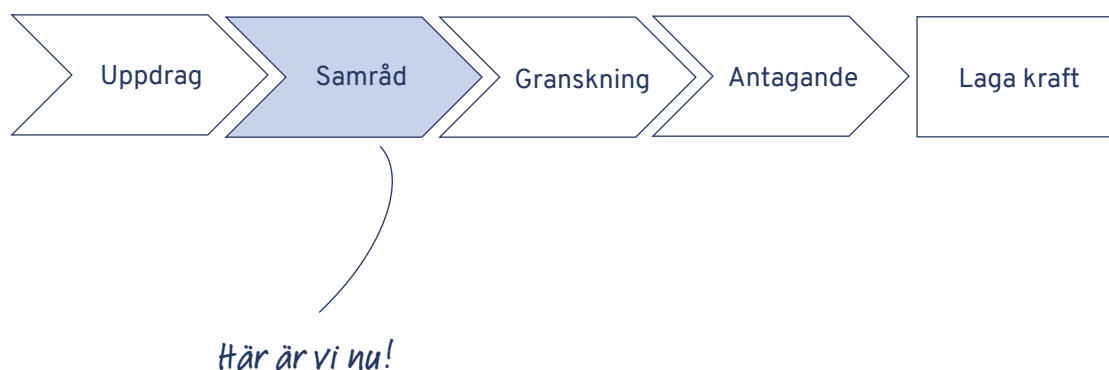 Uppdrag
Samråd
Granskning
Antagande
Laga kraft
Här är vi nu!